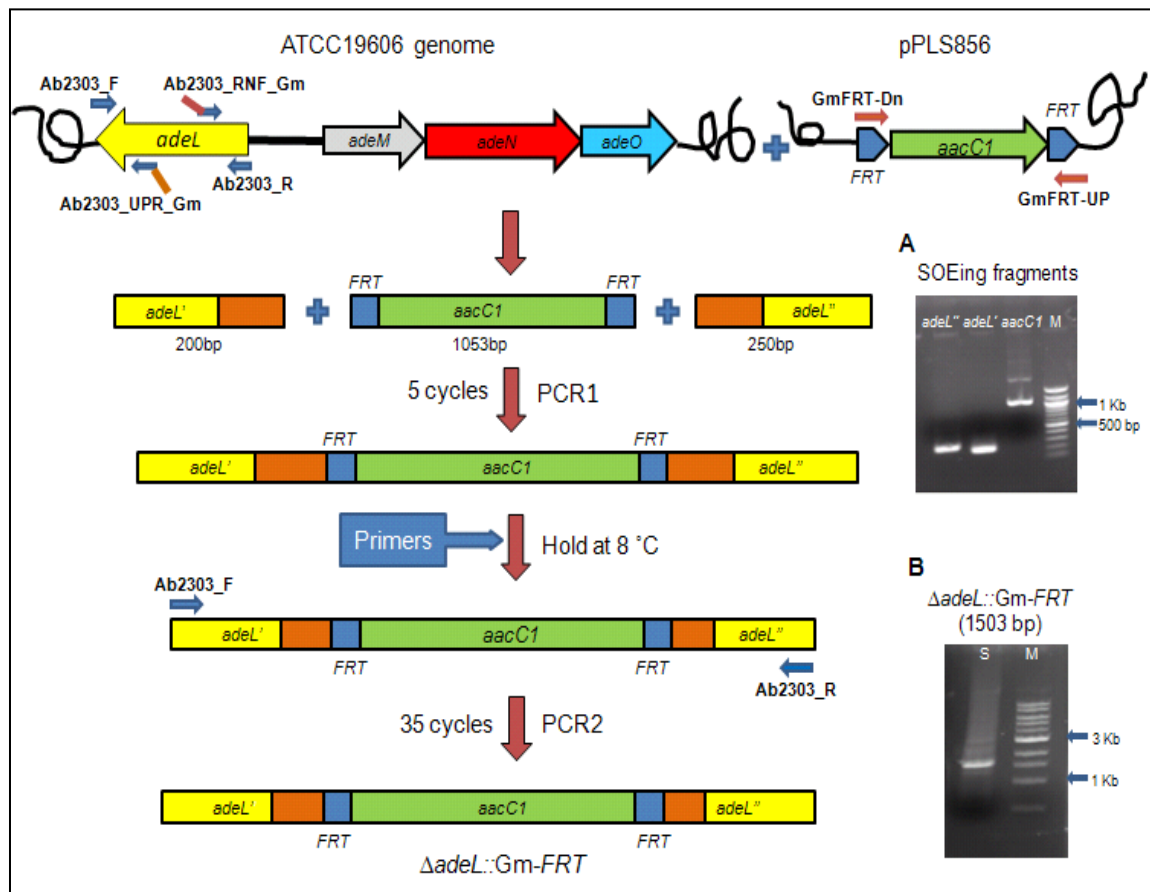 ATCC19606 genome
pPLS856
Ab2303_F
Ab2303_RNF_Gm
GmFRT-Dn
FRT
adeL
adeM
adeN
adeO
aacC1
Ab2303_R
FRT
Ab2303_UPR_Gm
GmFRT-UP
FRT
FRT
adeL'
aacC1
adeL"
200bp
1053bp
250bp
5 cycles
PCR1
FRT
FRT
adeL'
aacC1
adeL"
Primers
Hold at 8 ˚C
Ab2303_F
adeL'
aacC1
adeL"
FRT
FRT
Ab2303_R
35 cycles
PCR2
adeL'
aacC1
adeL"
FRT
FRT
ΔadeL::Gm-FRT
A
SOEing fragments
adeL" adeL' aacC1 M
1 Kb
500 bp
B
ΔadeL::Gm-FRT
(1503 bp)
S M
3 Kb
1 Kb